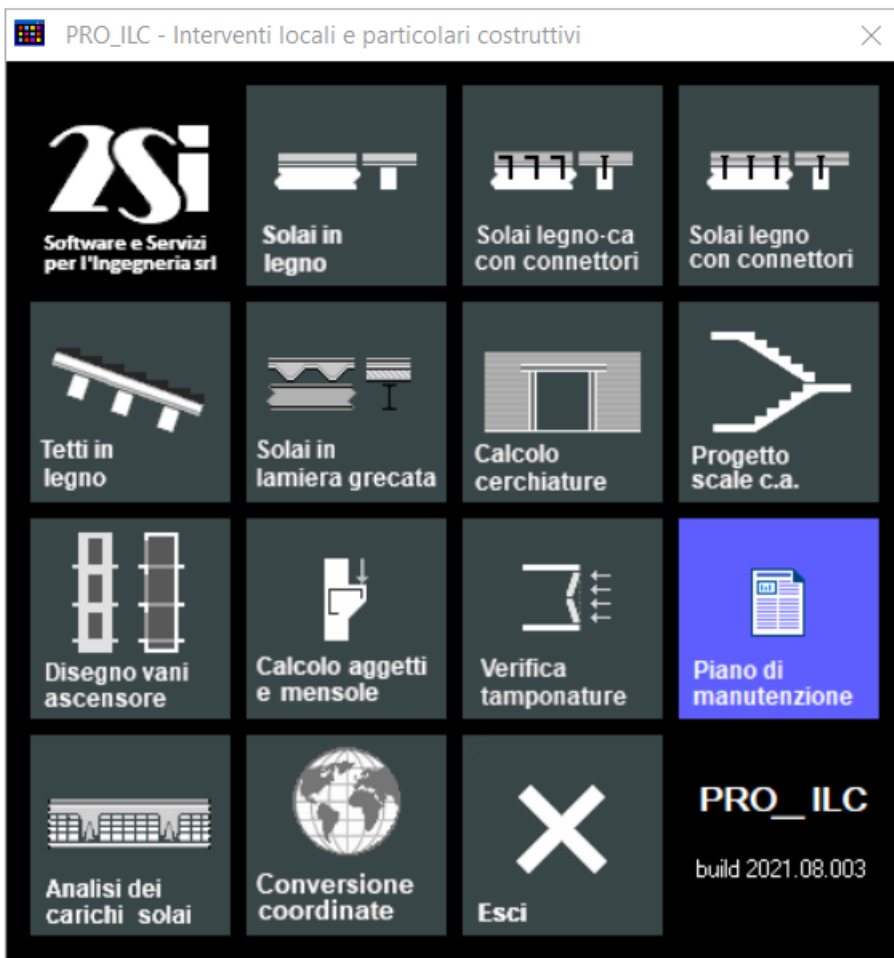 PRO_ILC - Interventi locali e particolari costruttivi
2Si
Software e Servizi
per l'Ingegneria srl
Solai in
legno
Solai legno-ca
con connettori
Solai legno
con connettori
Tetti in
legno
Solai in
lamiera grecata
Calcolo
cerchiature
Progetto
scale c.a.
Disegno vani
ascensore
Calcolo aggetti
e mensole
Verifica
tamponature
Piano di
manutenzione
Analisi dei
carichi solai
Conversione
coordinate
Esci
PRO_ ILC
build 2021.08.003